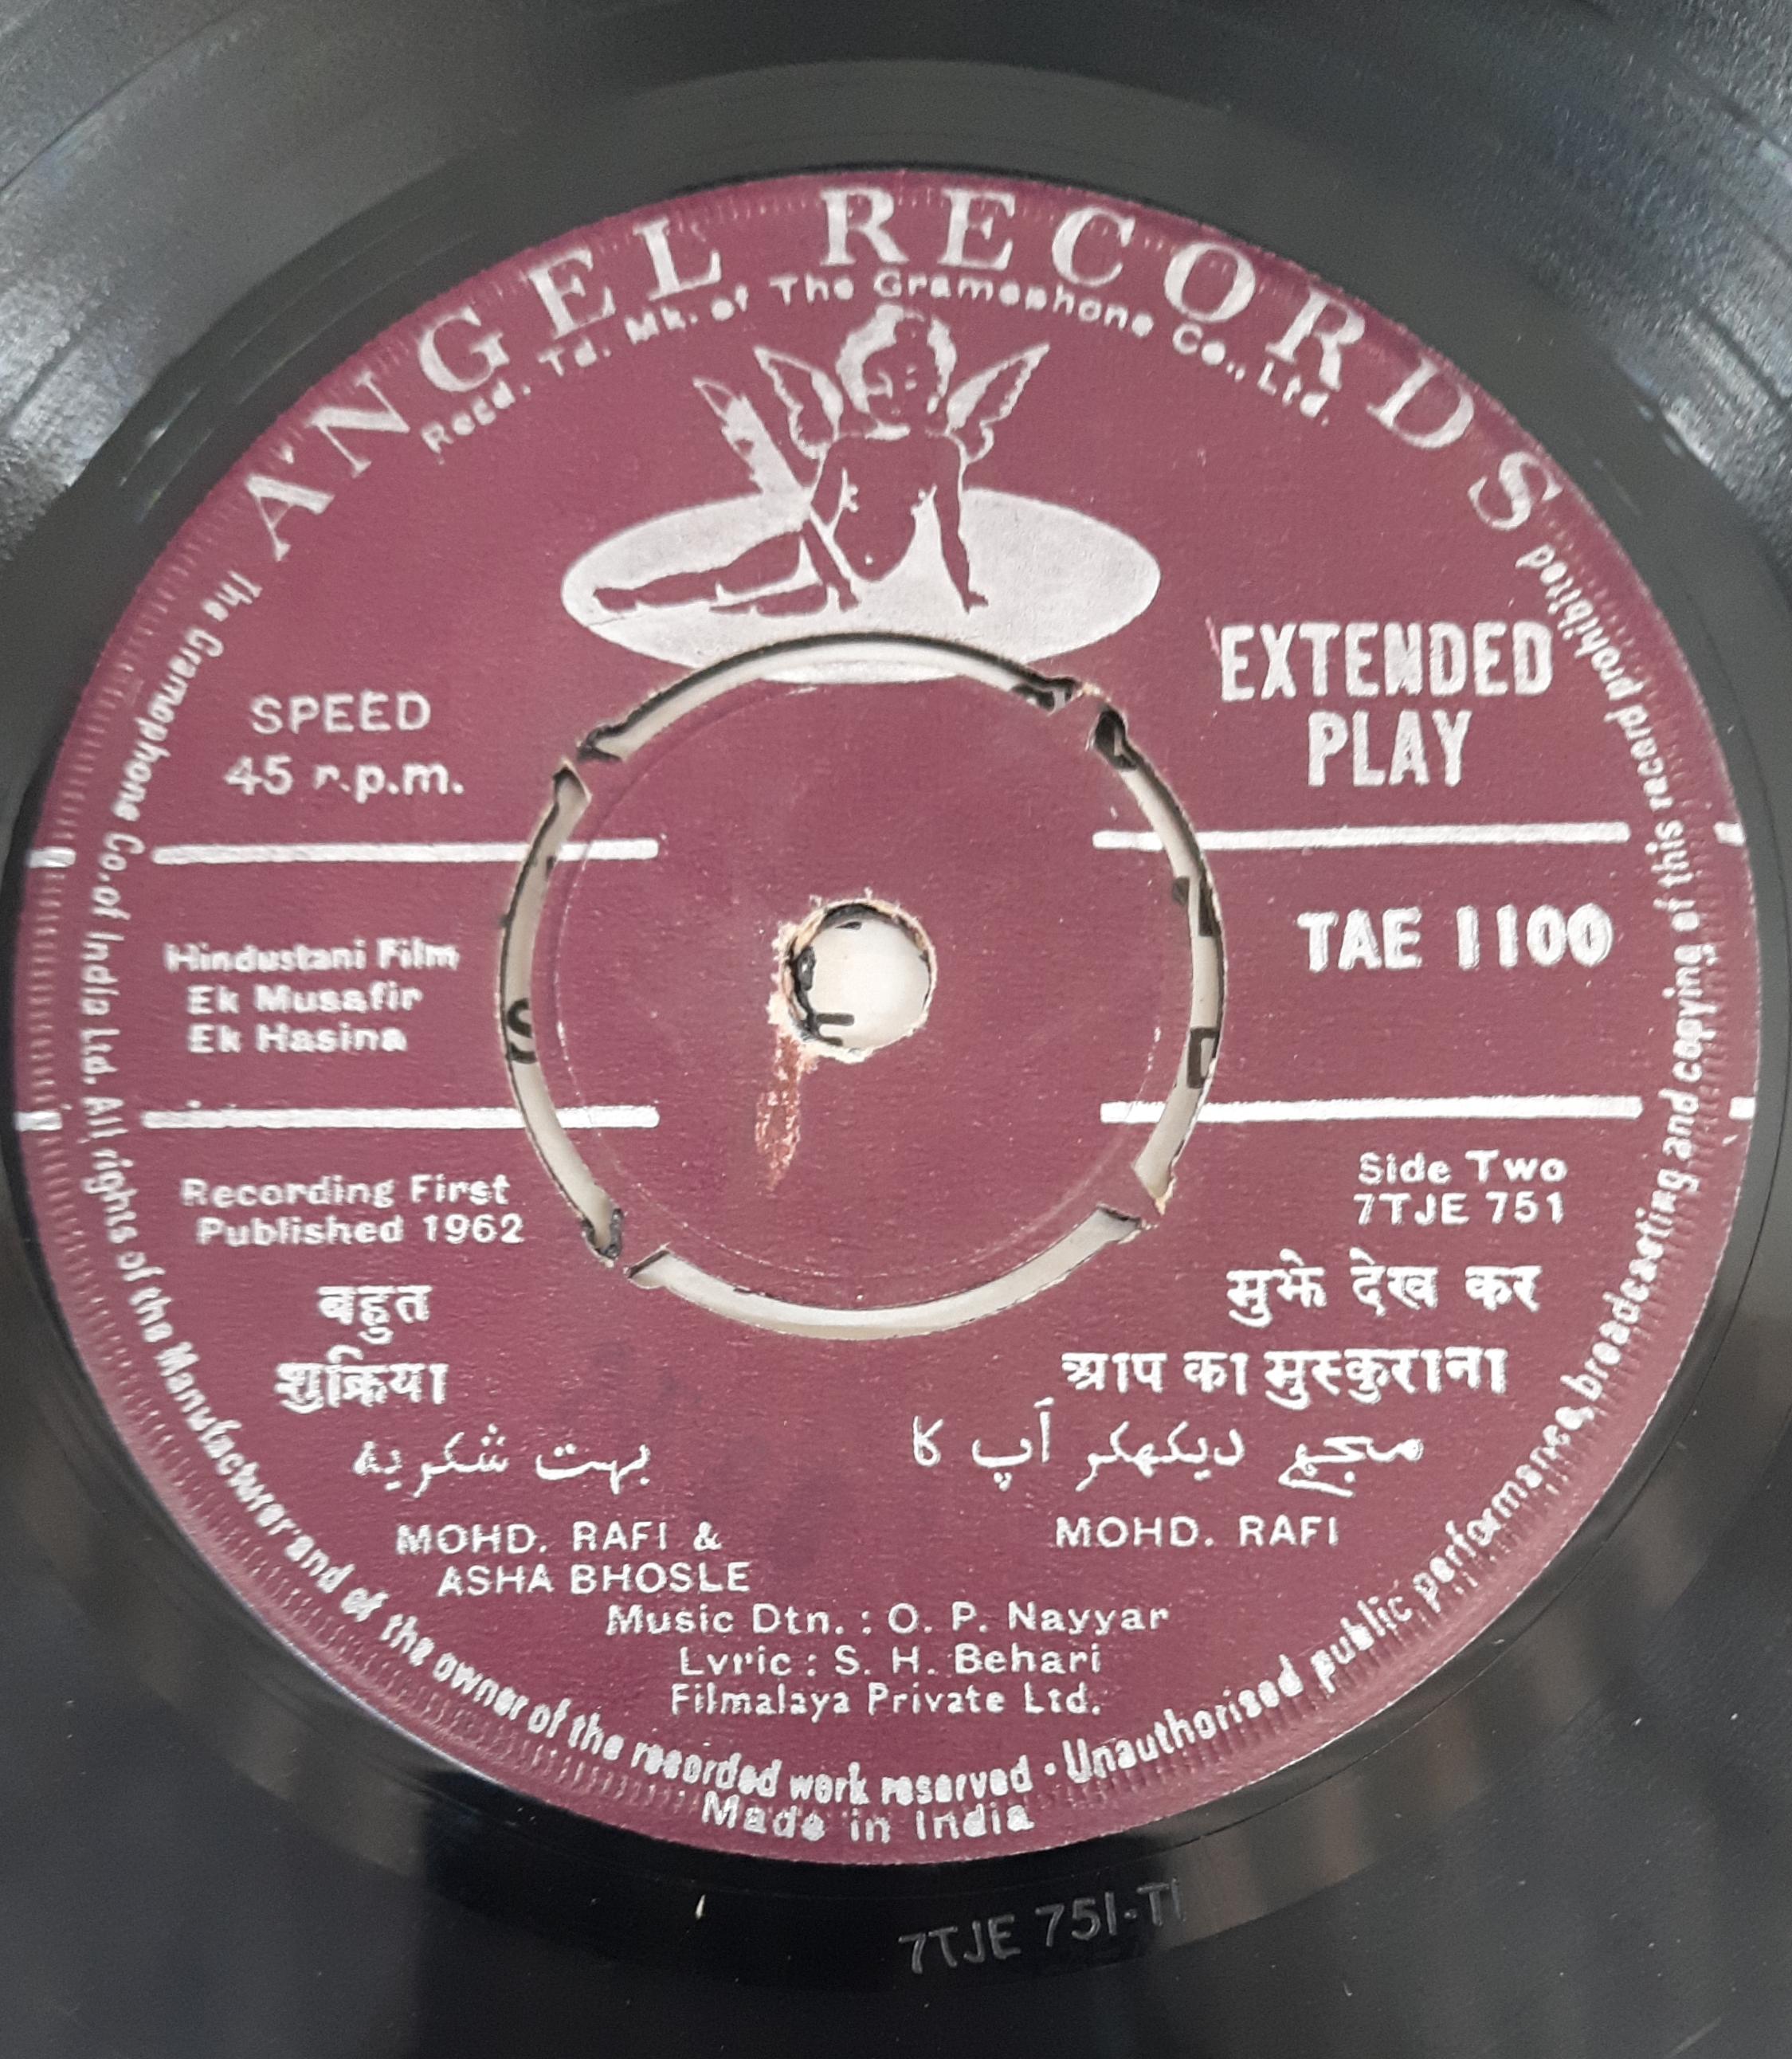 ANGEL RECORDS
Regd. Td. Mk. of The Gramophone Co., Ltd.
SPEED
45 r.p.m.
EXTENDED
PLAY
Hindustani Film
Ek Musafir
Ek Hasina
TAE 1100
Recording First
Published 1962
Side Two
7TJE 751
बहुत
शुक्रिया
بہت شکریہ
MOHD. RAFI &
ASHA BHOSLE
मुझे देख कर
आप का मुस्कुराना
مجھے دیکھکر آپ کا
MOHD. RAFI
Music Dtn. : O. P. Nayyar
Lyric : S. H. Behari
Filmalaya Private Ltd.
The Gramophone Co. of India Ltd. All rights of the Manufacturer and of the owner of the recorded work reserved • Unauthorised public performance, broadcasting and copying of this record prohibited
Made in India
7TJE 751-T1